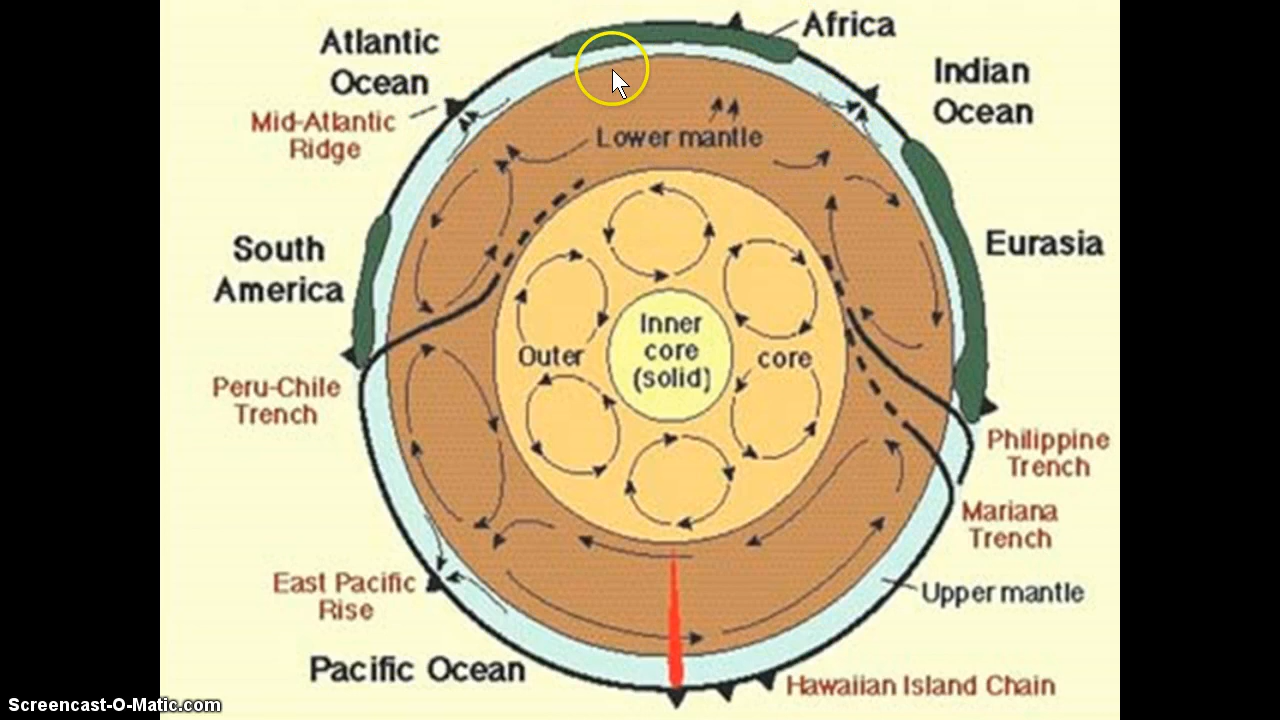 Africa
Atlantic
Ocean
Indian
Ocean
Mid-Atlantic
Ridge
Lower mantle
South
America
Eurasia
Inner
core
(solid)
Outer
core
Peru-Chile
Trench
Philippine
Trench
Mariana
Trench
East Pacific
Rise
Upper mantle
Pacific Ocean
Hawaiian Island Chain
Screencast-O-Matic.com